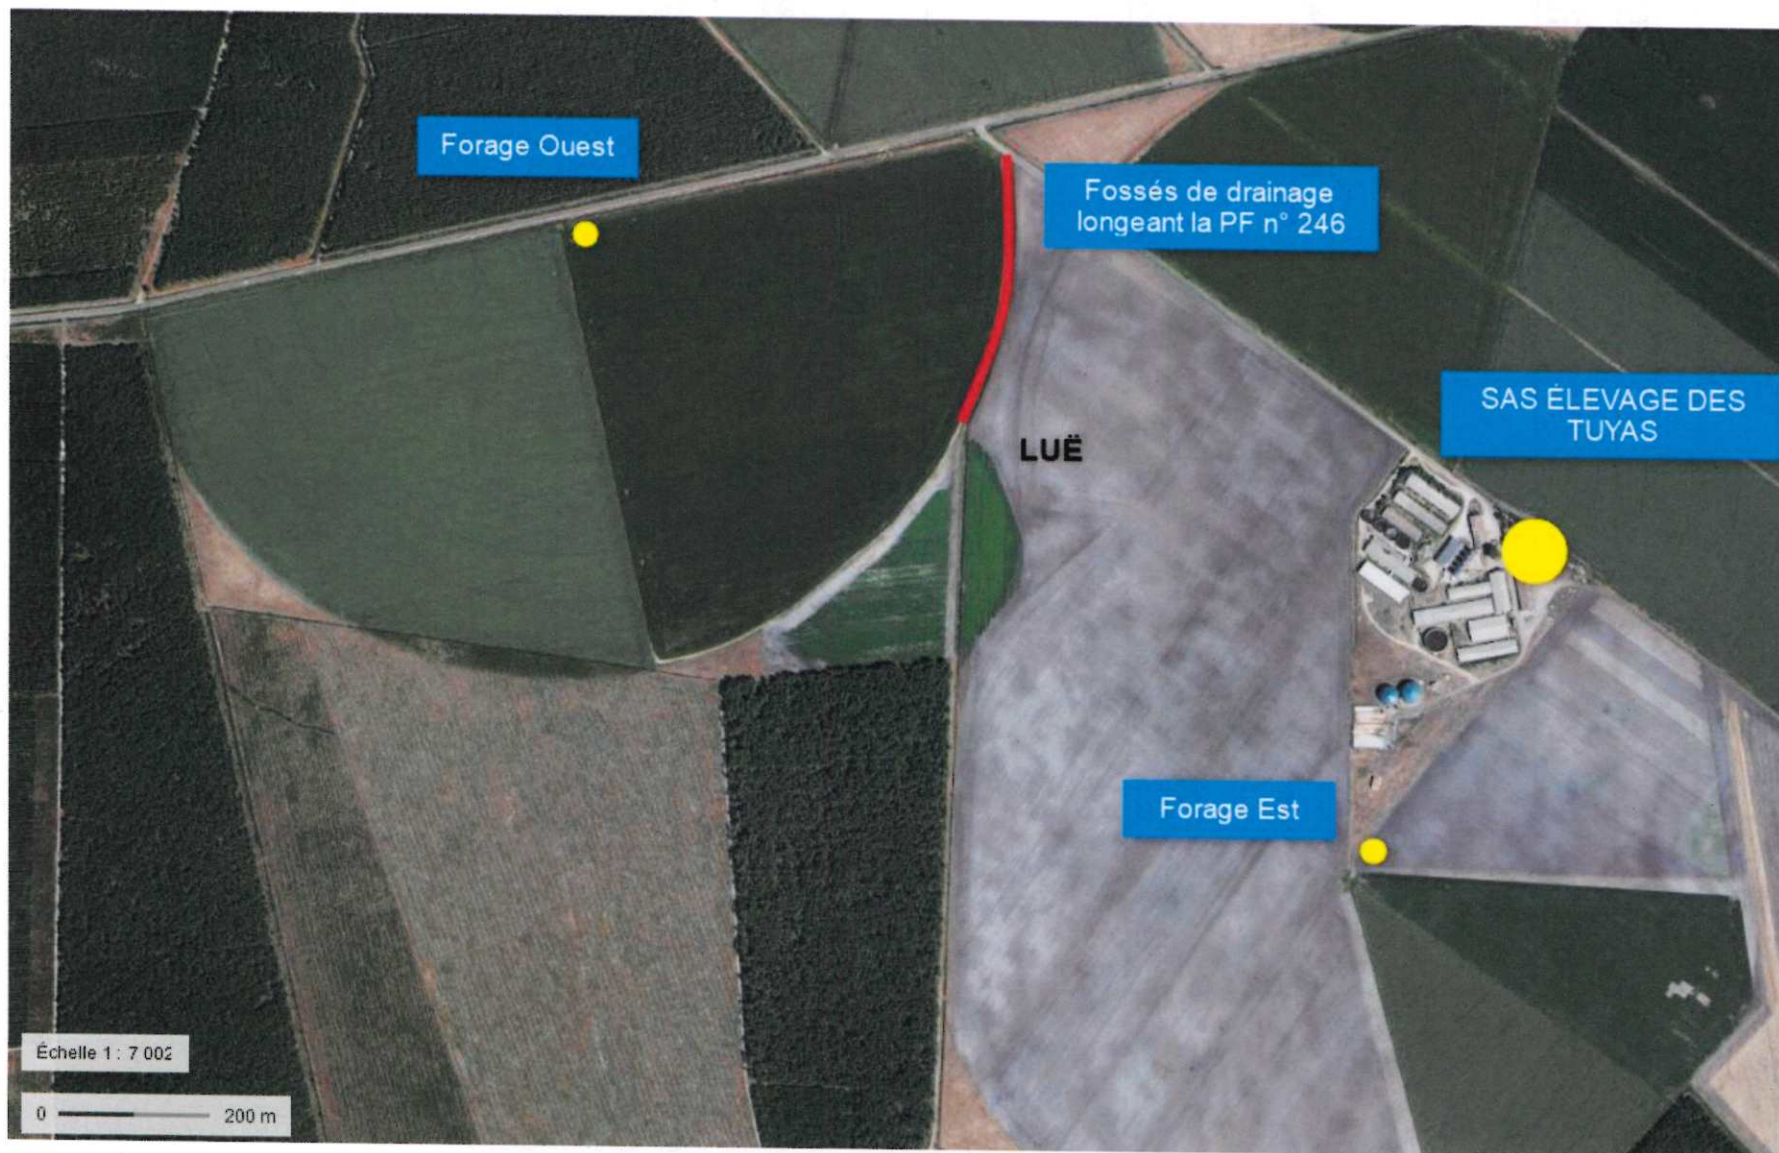 Forage Ouest
Fossés de drainage
longeant la PF n° 246
SAS ÉLEVAGE DES
TUYAS
LUË
Forage Est
Échelle 1 : 7 002
0 200 m